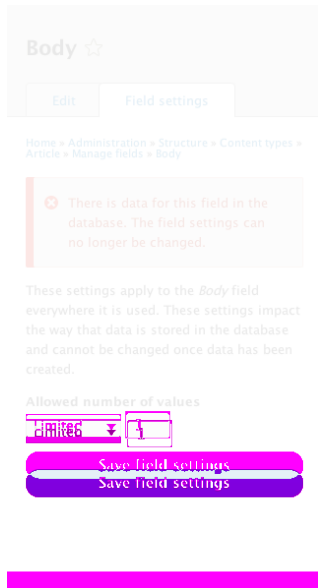 Body
Edit Field settings
Home » Administration » Structure » Content types »
Article » Manage fields » Body
There is data for this field in the
database. The field settings can
no longer be changed.
These settings apply to the Body field
everywhere it is used. These settings impact
the way that data is stored in the database
and cannot be changed once data has been
created.
Allowed number of values
Limited 1
Save field settings
Save field settings